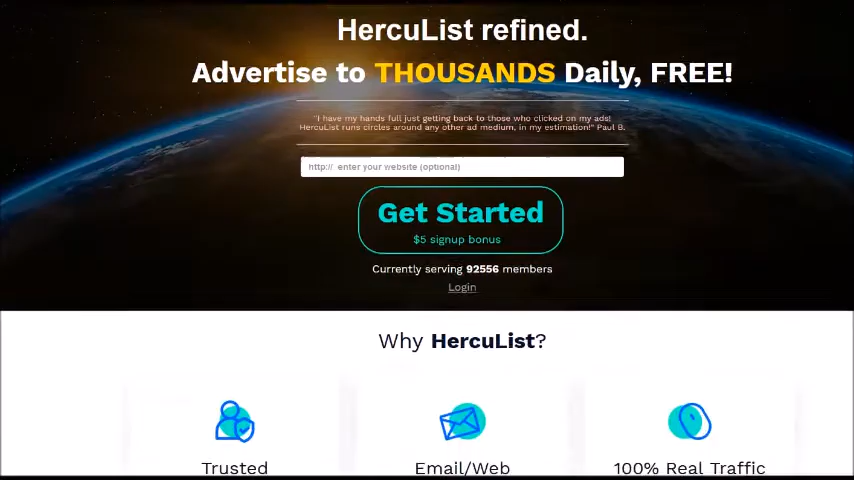 HercuList refined.
Advertise to THOUSANDS Daily, FREE!
"I have my hands full just getting back to those who clicked on my ads!
HercuList runs circles around any other ad medium, in my estimation!" Paul B.
http:// enter your website (optional)
Get Started
$5 signup bonus
Currently serving 92556 members
Login
Why HercuList?
Trusted
Email/Web
100% Real Traffic